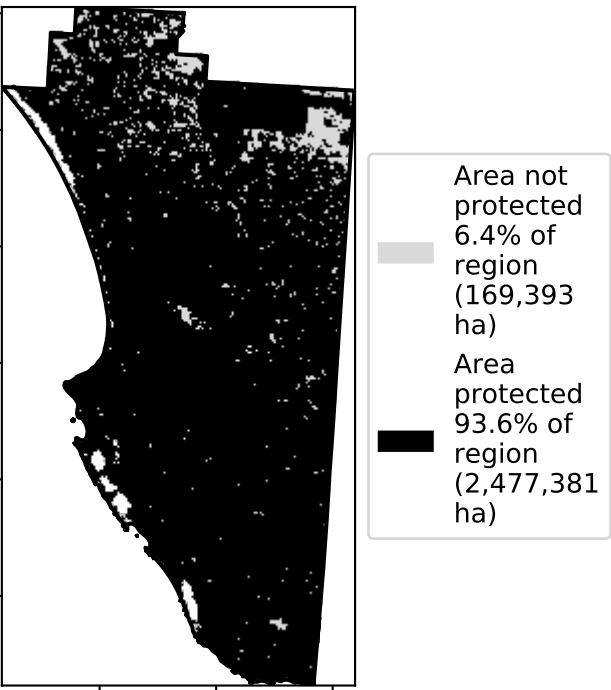 Area not
protected
6.4% of
region
(169,393
ha)
Area
protected
93.6% of
region
(2,477,381
ha)